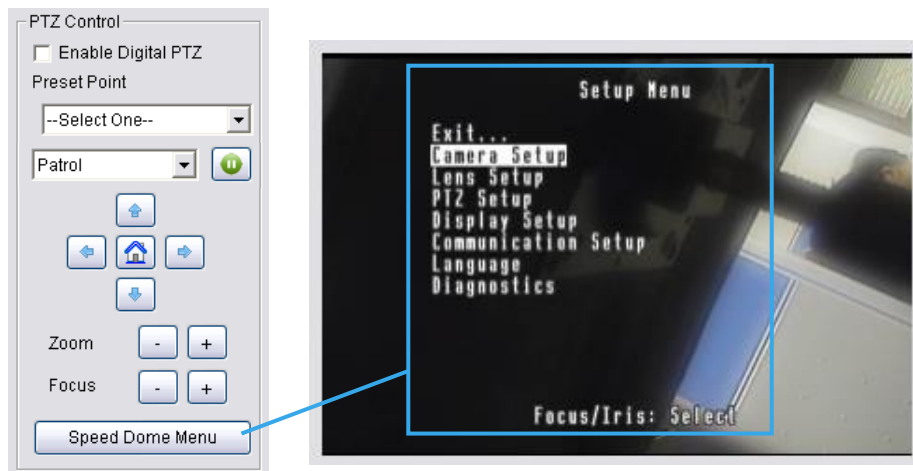 PTZ Control
Enable Digital PTZ
Preset Point
--Select One--
Patrol
Zoom - +
Focus - +
Speed Dome Menu
Setup Menu
Exit...
Camera Setup
Lens Setup
PTZ Setup
Display Setup
Communication Setup
Language
Diagnostics
Focus/Iris: Select